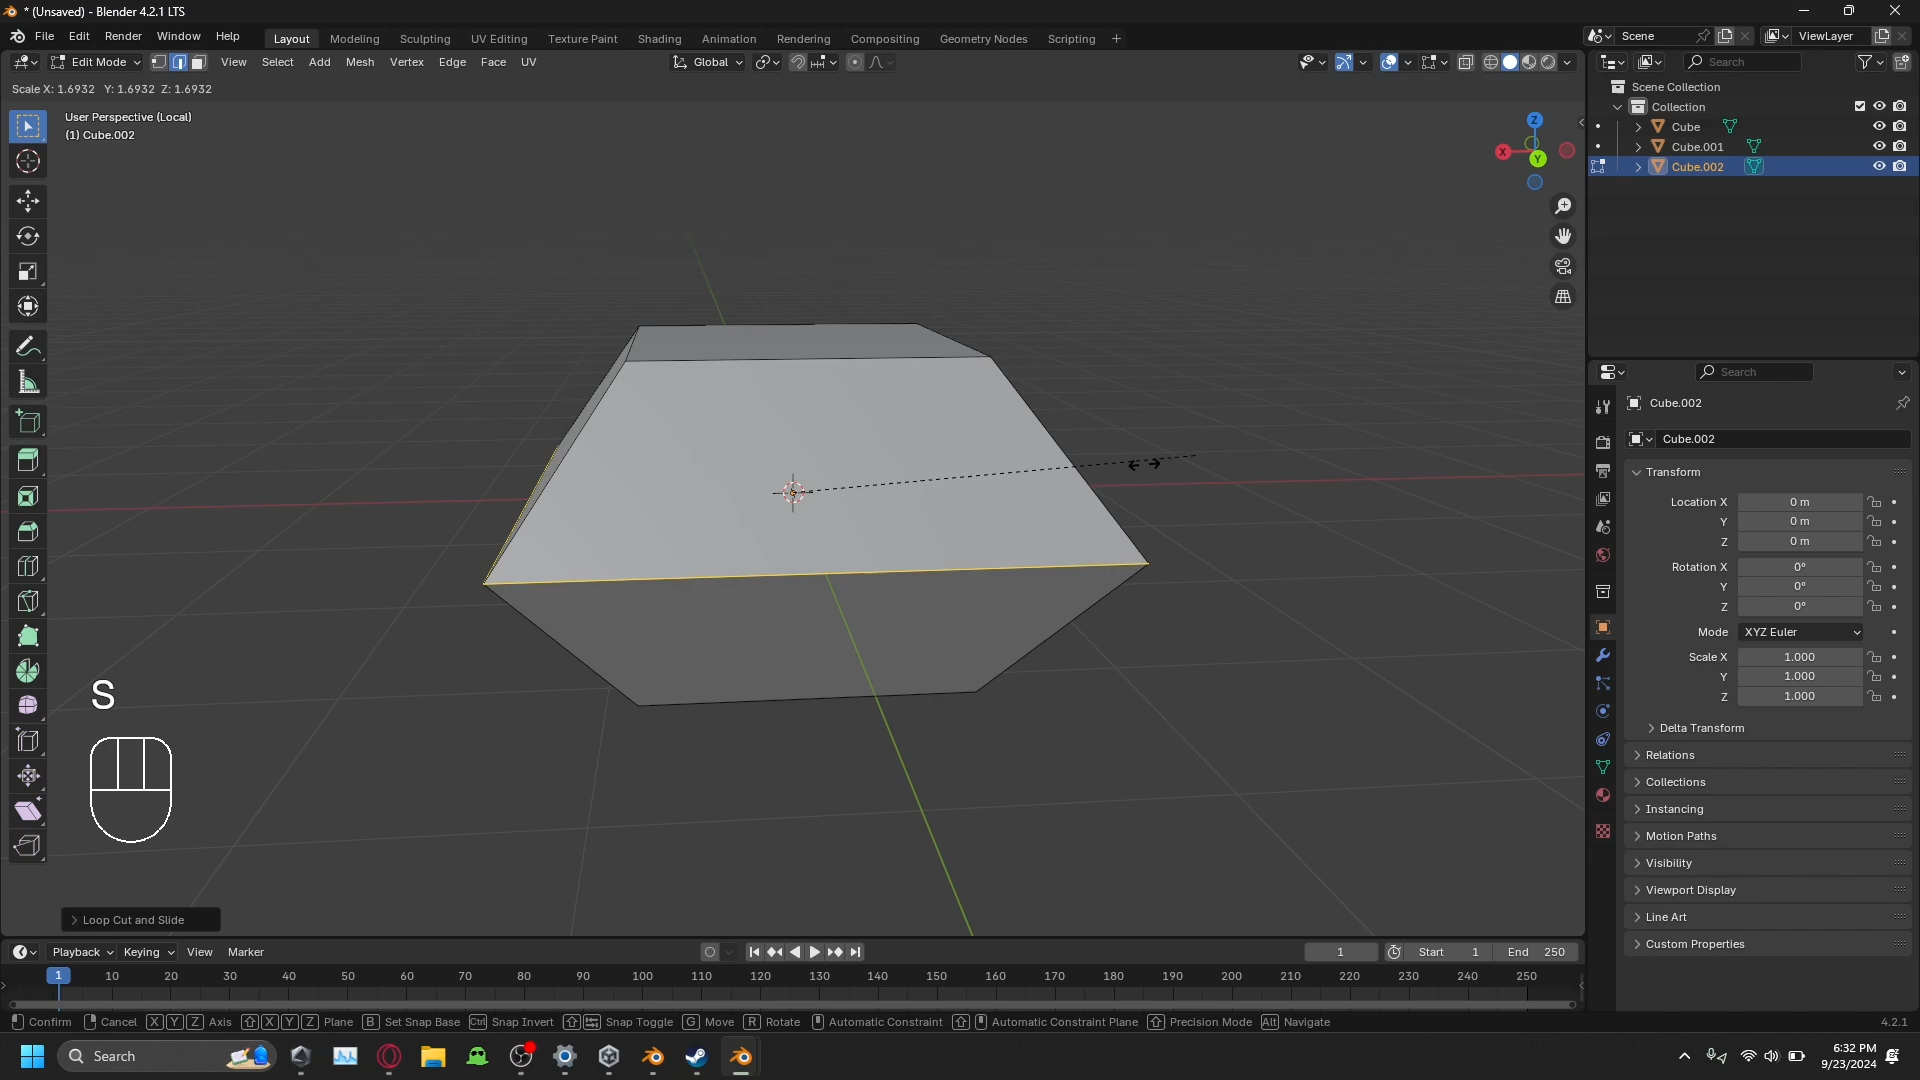 * (Unsaved) - Blender 4.2.1 LTS
File Edit Render Window Help Layout Modeling Sculpting UV Editing Texture Paint Shading Animation Rendering Compositing Geometry Nodes Scripting + Scene ViewLayer
Edit Mode View Select Add Mesh Vertex Edge Face UV Global Search
Scale X: 1.6932 Y: 1.6932 Z: 1.6932
Scene Collection
Collection
Cube
Cube.001
Cube.002
User Perspective (Local)
(1) Cube.002
Z
X
Y
Search
Cube.002
Cube.002
Transform
Location X 0 m
Y 0 m
Z 0 m
Rotation X 0°
Y 0°
Z 0°
Mode XYZ Euler
Scale X 1.000
Y 1.000
Z 1.000
Delta Transform
Relations
Collections
Instancing
Motion Paths
Visibility
Viewport Display
Line Art
Custom Properties
S
Loop Cut and Slide
Playback Keying View Marker 1 Start 1 End 250
1 10 20 30 40 50 60 70 80 90 100 110 120 130 140 150 160 170 180 190 200 210 220 230 240 250
Confirm Cancel X Y Z Axis X Y Z Plane B Set Snap Base Ctrl Snap Invert Snap Toggle G Move R Rotate Automatic Constraint Automatic Constraint Plane Precision Mode Alt Navigate 4.2.1
Search
6:32 PM
9/23/2024